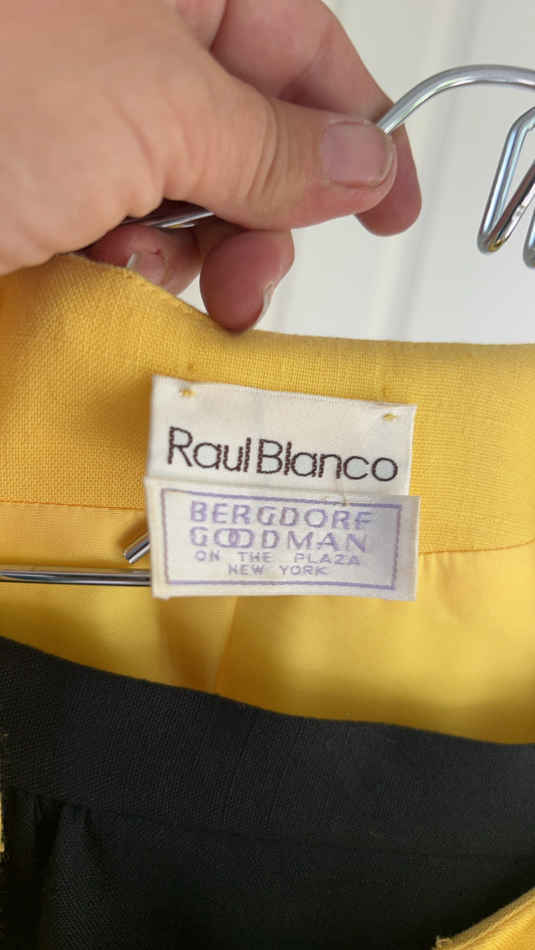 Raul Blanco
BERGDORF
GOODMAN
ON THE PLAZA
NEW YORK